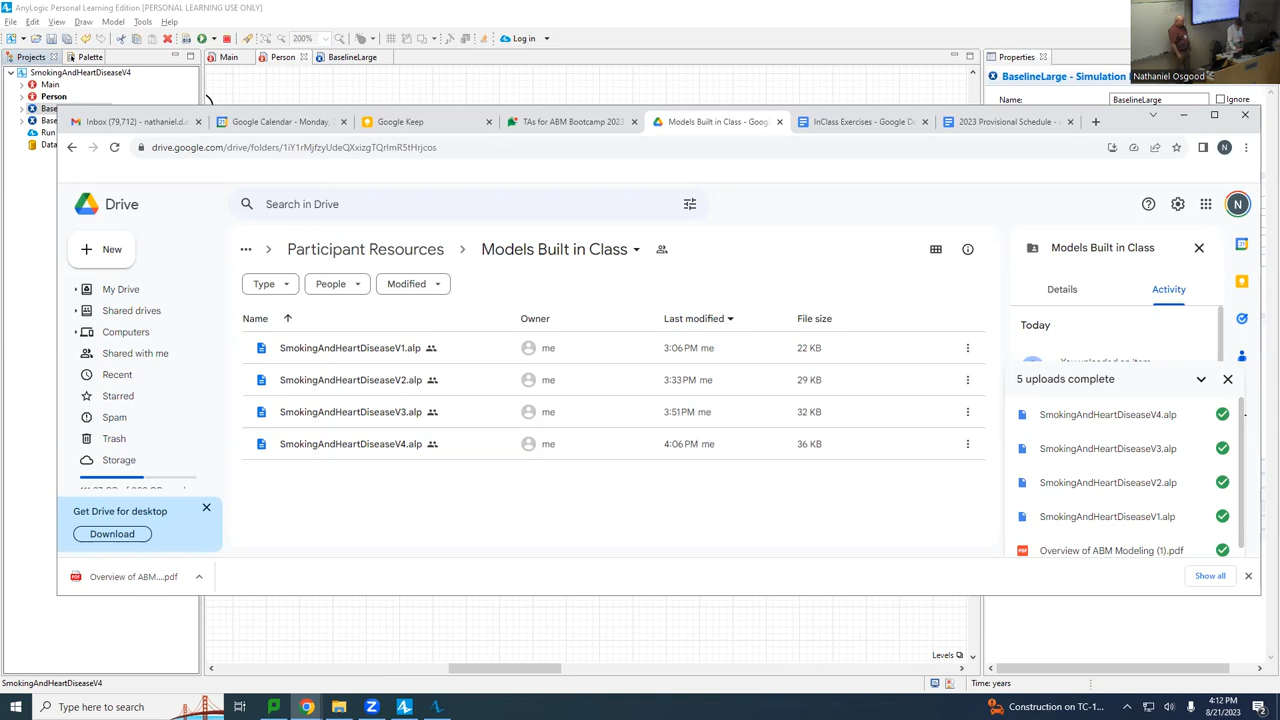 AnyLogic Personal Learning Edition [PERSONAL LEARNING USE ONLY]
File Edit View Draw Model Tools Help
200% Log in
Projects Palette Main Person BaselineLarge Properties
SmokingAndHeartDiseaseV4
Main
Person
Base
Base
Run
Data
BaselineLarge - Simulation
Name: BaselineLarge Ignore
Nathaniel Osgood
Inbox (79,712) - nathaniel.d.c
Google Calendar - Monday,
Google Keep
TAs for ABM Bootcamp 2023
Models Built in Class - Goog
InClass Exercises - Google D
2023 Provisional Schedule -
drive.google.com/drive/folders/1iY1rMjfzyUdeQXxizgTQrlmR5tHrjcos
N
Drive
Search in Drive
N
New
Participant Resources Models Built in Class
Models Built in Class
Type People Modified
Details Activity
My Drive
Shared drives
Computers
Shared with me
Recent
Starred
Spam
Trash
Storage
Name Owner Last modified File size
SmokingAndHeartDiseaseV1.alp me 3:06 PM me 22 KB
SmokingAndHeartDiseaseV2.alp me 3:33 PM me 29 KB
SmokingAndHeartDiseaseV3.alp me 3:51 PM me 32 KB
SmokingAndHeartDiseaseV4.alp me 4:06 PM me 36 KB
Today
5 uploads complete
SmokingAndHeartDiseaseV4.alp
SmokingAndHeartDiseaseV3.alp
SmokingAndHeartDiseaseV2.alp
SmokingAndHeartDiseaseV1.alp
Overview of ABM Modeling (1).pdf
Get Drive for desktop
Download
Overview of ABM....pdf
Show all
Levels
SmokingAndHeartDiseaseV4
Time: years
Type here to search
Construction on TC-1...
4:12 PM
8/21/2023
2